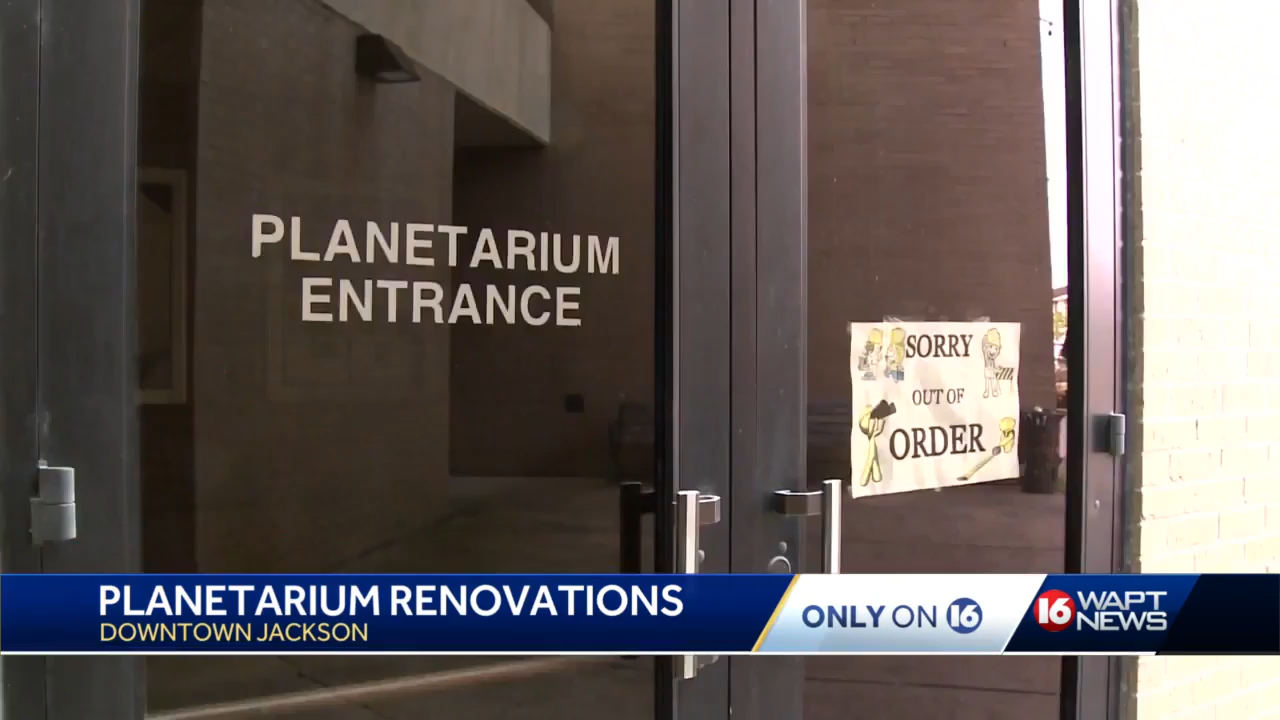 PLANETARIUM
ENTRANCE
SORRY
OUT OF
ORDER
PLANETARIUM RENOVATIONS
DOWNTOWN JACKSON
ONLY ON 16
16 WAPT
NEWS